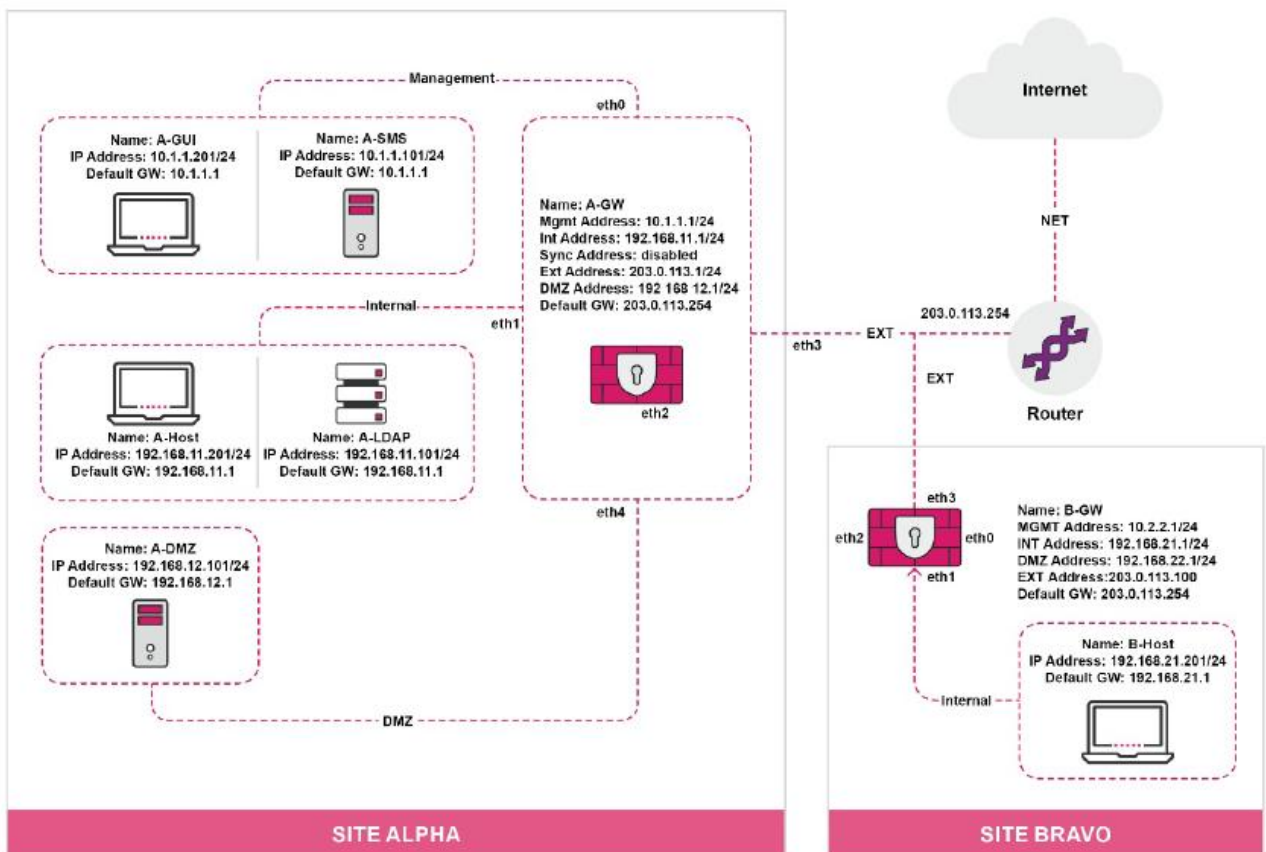 Management
eth0
Name: A-GUI
IP Address: 10.1.1.201/24
Default GW: 10.1.1.1
Name: A-SMS
IP Address: 10.1.1.101/24
Default GW: 10.1.1.1
Name: A-GW
Mgmt Address: 10.1.1.1/24
Int Address: 192.168.11.1/24
Sync Address: disabled
Ext Address: 203.0.113.1/24
DMZ Address: 192 168 12.1/24
Default GW: 203.0.113.254
eth2
Internal
eth1
Name: A-Host
IP Address: 192.168.11.201/24
Default GW: 192.168.11.1
Name: A-LDAP
IP Address: 192.168.11.101/24
Default GW: 192.168.11.1
eth4
Name: A-DMZ
IP Address: 192.168.12.101/24
Default GW: 192.168.12.1
DMZ
SITE ALPHA
eth3
EXT
EXT
Internet
NET
203.0.113.254
Router
eth3
eth2
eth0
eth1
Name: B-GW
MGMT Address: 10.2.2.1/24
INT Address: 192.168.21.1/24
DMZ Address: 192.168.22.1/24
EXT Address:203.0.113.100
Default GW: 203.0.113.254
Name: B-Host
IP Address: 192.168.21.201/24
Default GW: 192.168.21.1
Internal
SITE BRAVO